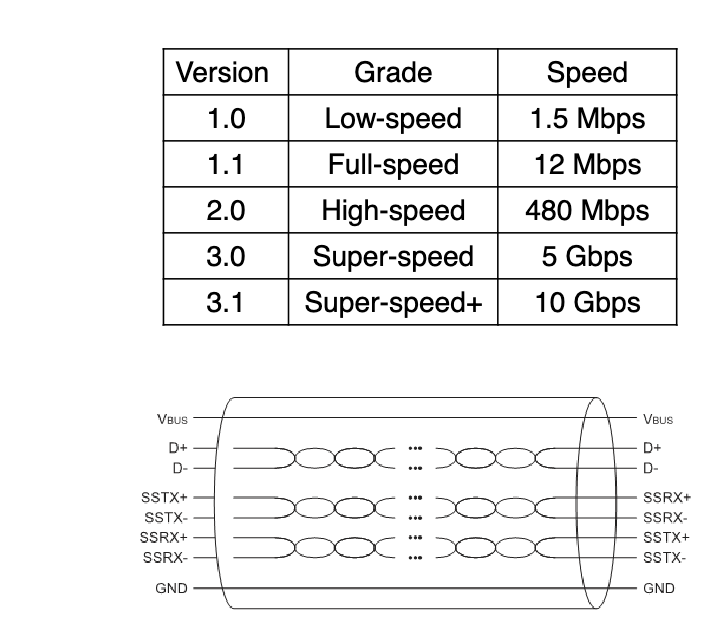 Version Grade Speed
1.0 Low-speed 1.5 Mbps
1.1 Full-speed 12 Mbps
2.0 High-speed 480 Mbps
3.0 Super-speed 5 Gbps
3.1 Super-speed+ 10 Gbps
VBUS VBUS
D+ ... D+
D- ... D-
SSTX+ ... SSRX+
SSTX- ... SSRX-
SSRX+ ... SSTX+
SSRX- ... SSTX-
GND GND